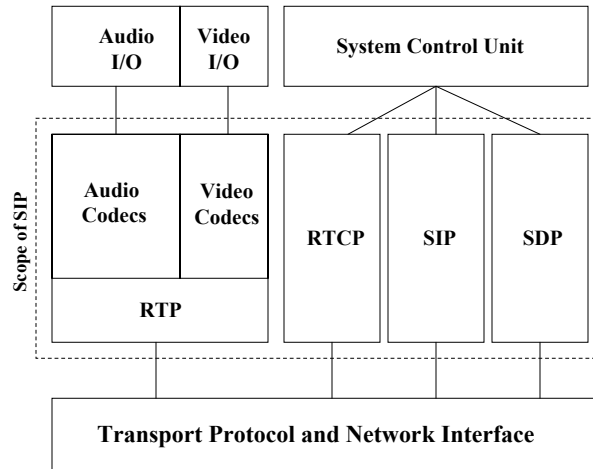 Audio
I/O
Video
I/O
System Control Unit
Scope of SIP
Audio
Codecs
Video
Codecs
RTP
RTCP
SIP
SDP
Transport Protocol and Network Interface